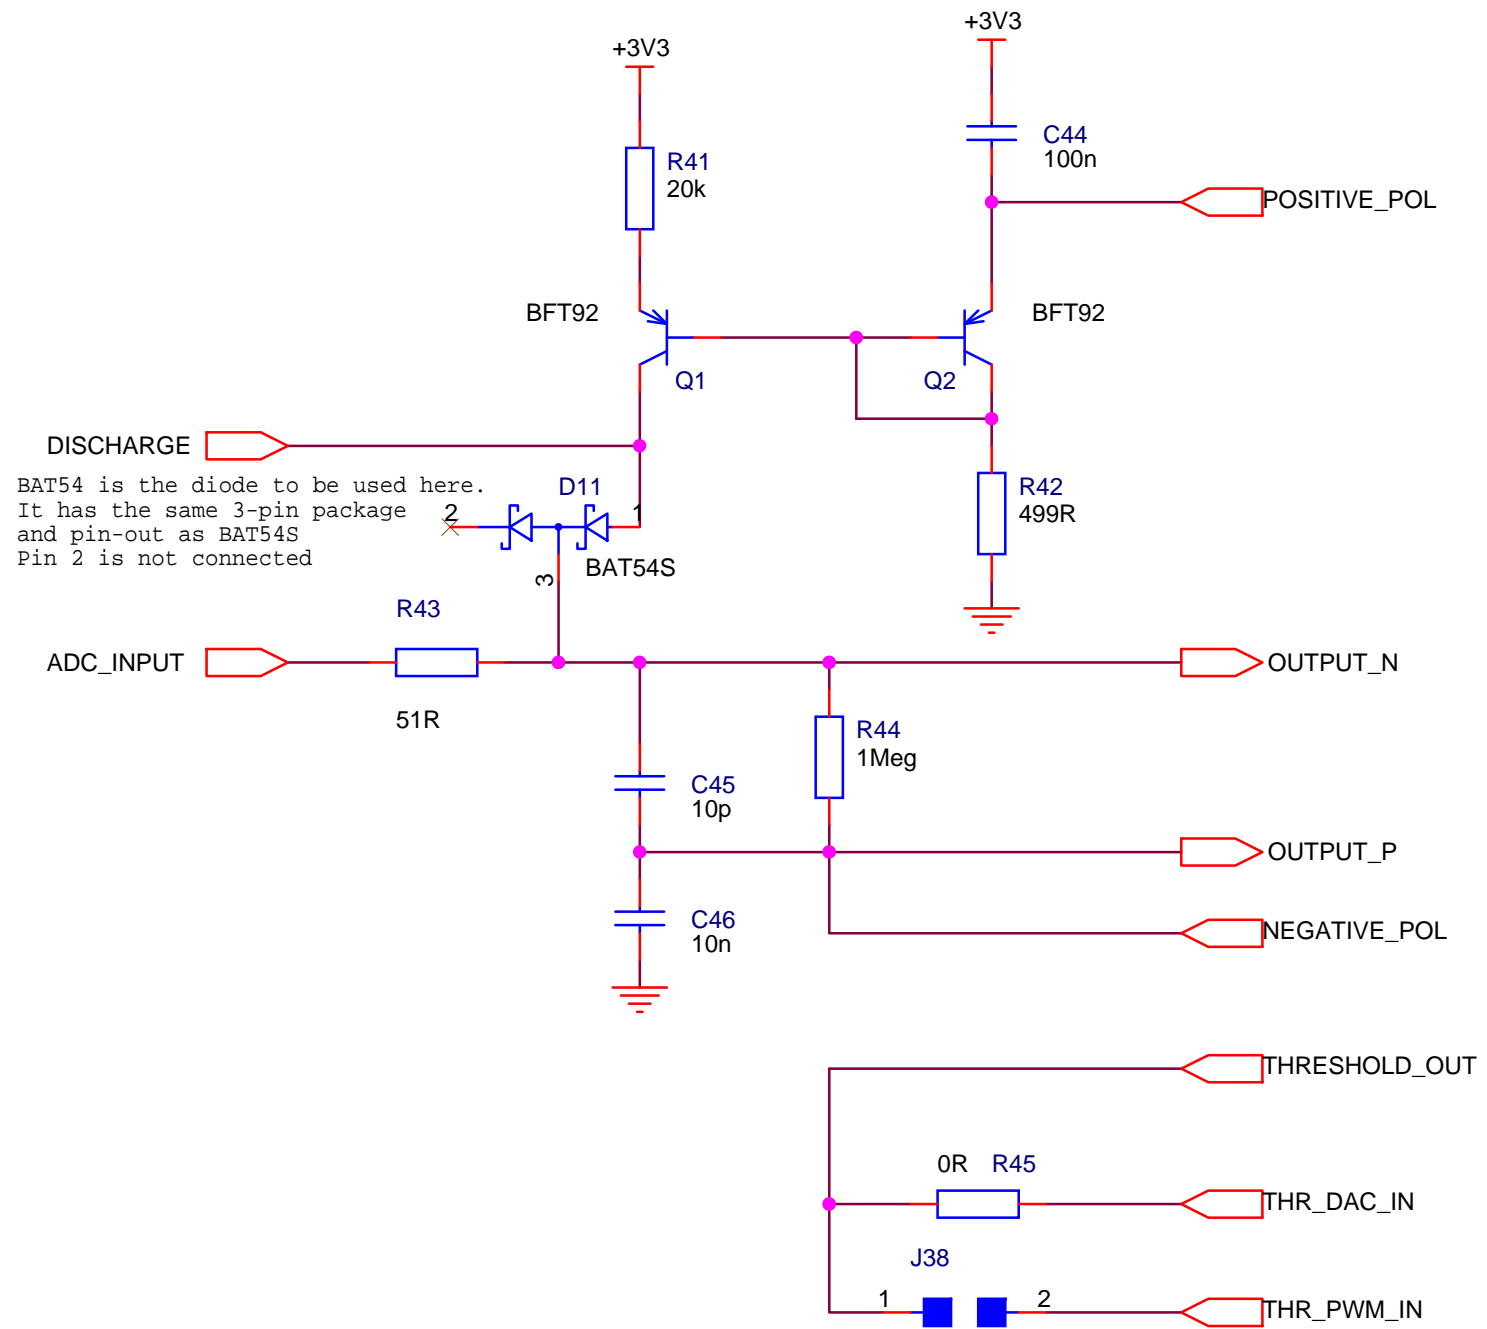 +3V3
+3V3
C44
100n
R41
20k
POSITIVE_POL
BFT92
BFT92
Q1
Q2
DISCHARGE
BAT54 is the diode to be used here.
It has the same 3-pin package
and pin-out as BAT54S
Pin 2 is not connected
D11
2
1
BAT54S
3
R42
499R
R43
ADC_INPUT
51R
OUTPUT_N
R44
1Meg
C45
10p
OUTPUT_P
C46
10n
NEGATIVE_POL
THRESHOLD_OUT
0R R45
THR_DAC_IN
J38
1
2
THR_PWM_IN